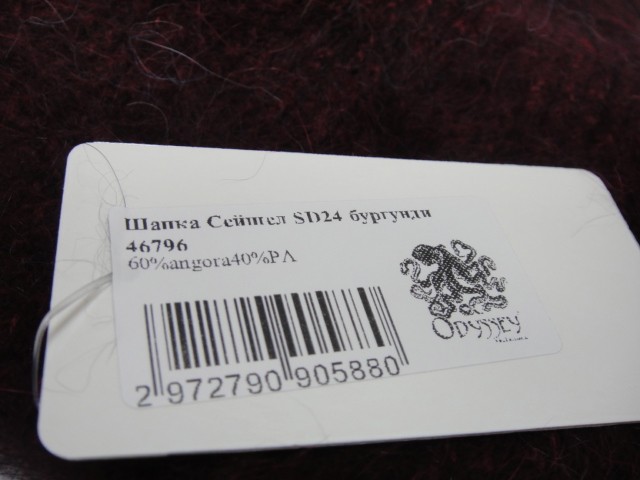 Шапка Сейшел SD24 бургунди
46796
60%angora40%PA
ODYSSEY
2 972790 905880